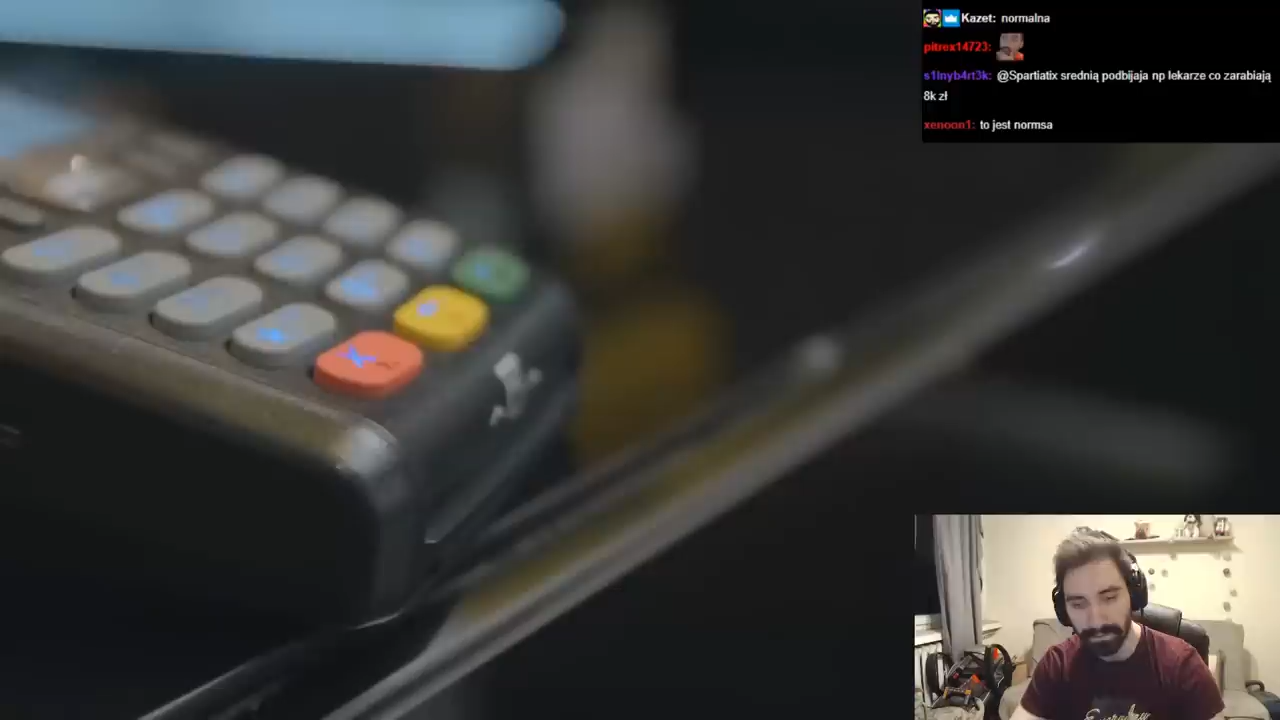 Kazet: normalna
pitrex14723:
s1lnyb4rt3k: @Spartiatix srednią podbijaja np lekarze co zarabiają
8k zł
xenoon1: to jest normsa